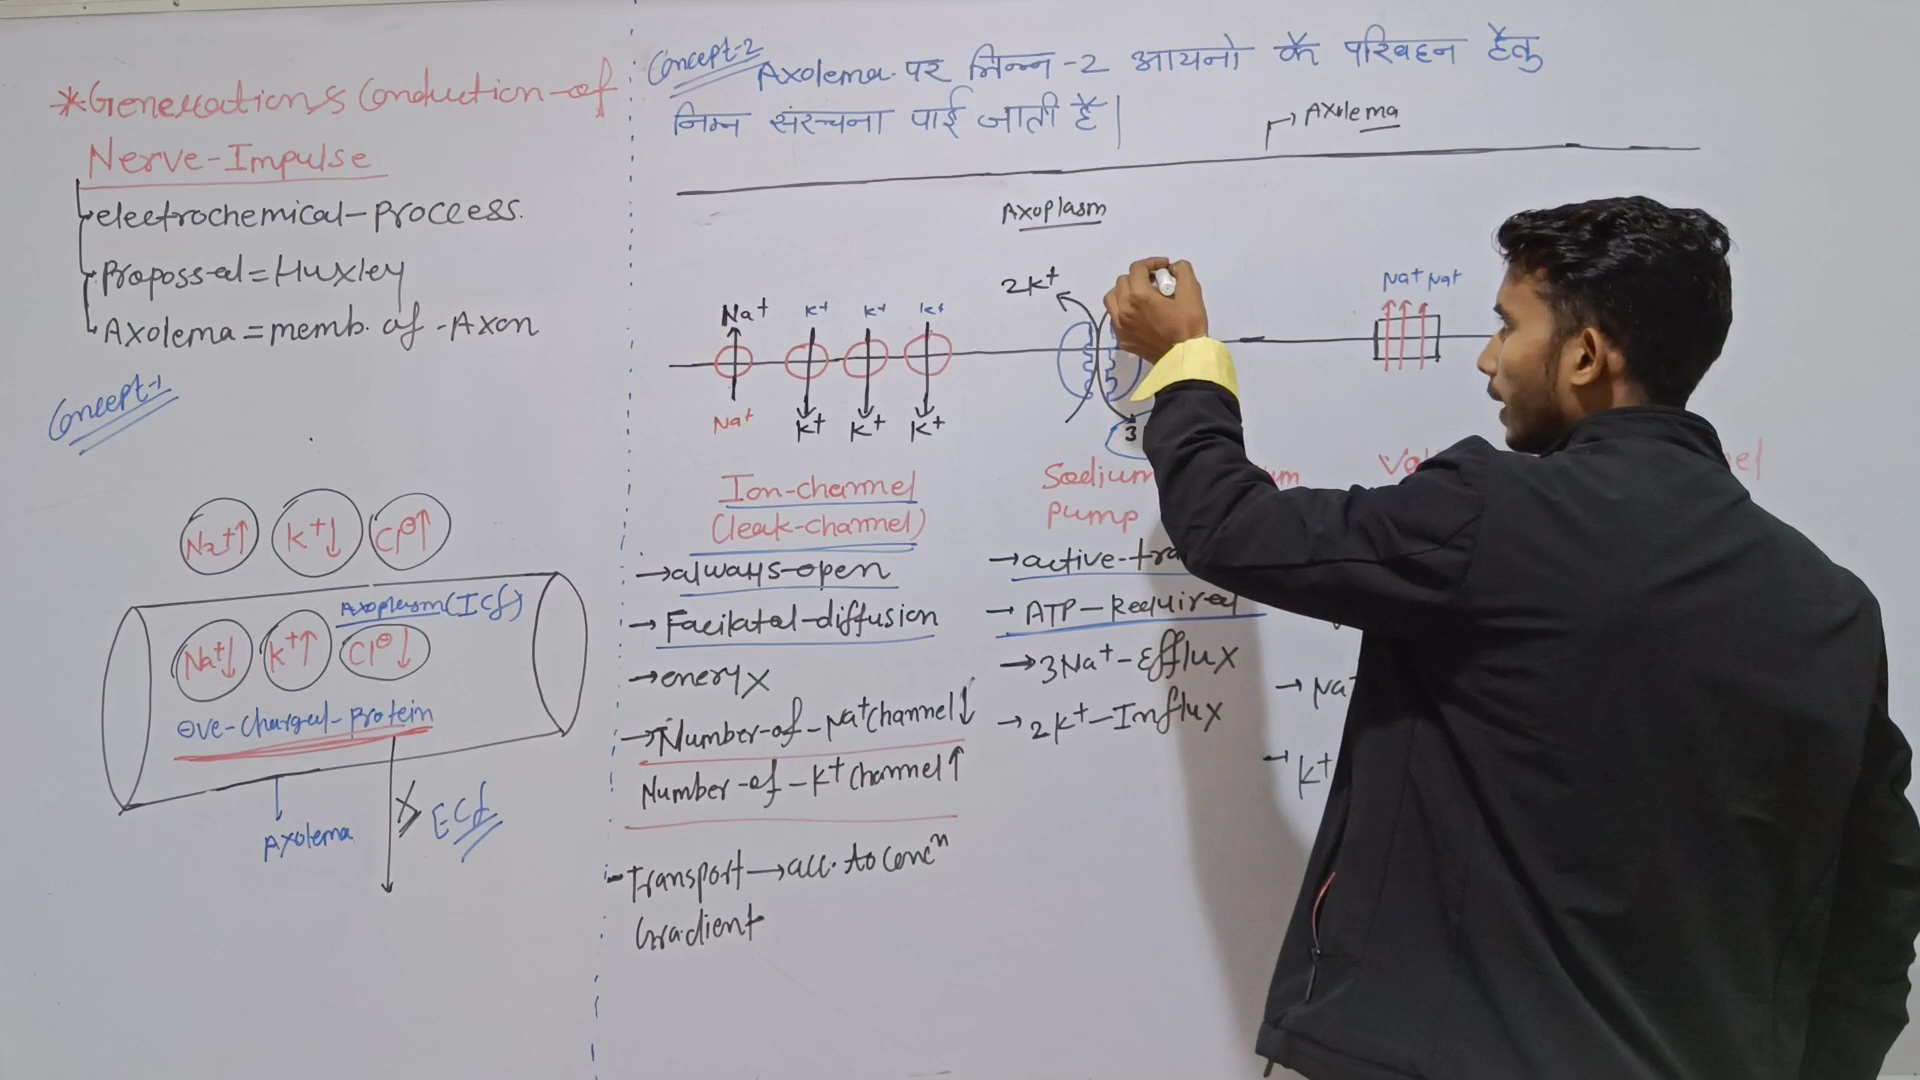 *Generation & Conduction-of
Nerve-Impulse
electrochemical-process.
Propossed=Huxley
Axolema=memb. of -Axon
Concept-1
Na+↑ K+↓ Cl⊖↑
Axoplasm(ICf)
Na+↓ K+↑ Cl⊖↓
⊖ve-charged-Protein
Axolema
ECf
Concept-2
Axolema पर भिन्न-2 आयनो के परिवहन हेतु
निम्न संरचना पाई जाती है|
Axolema
Axoplasm
Na+ K+ K+ K+
Na+ K+ K+ K+
Ion-channel
(leak-channel)
→always-open
→Facilatal-diffusion
→enery X
→Number-of-Na+channel↓
Number-of-K+channel↑
-Transport→acc. to concn
Gradient
2K+
3
Sodium
Pump
→active-
→ATP-Required
→3Na+-Efflux
→2K+-Influx
Na+ Na+
→Na
→K+